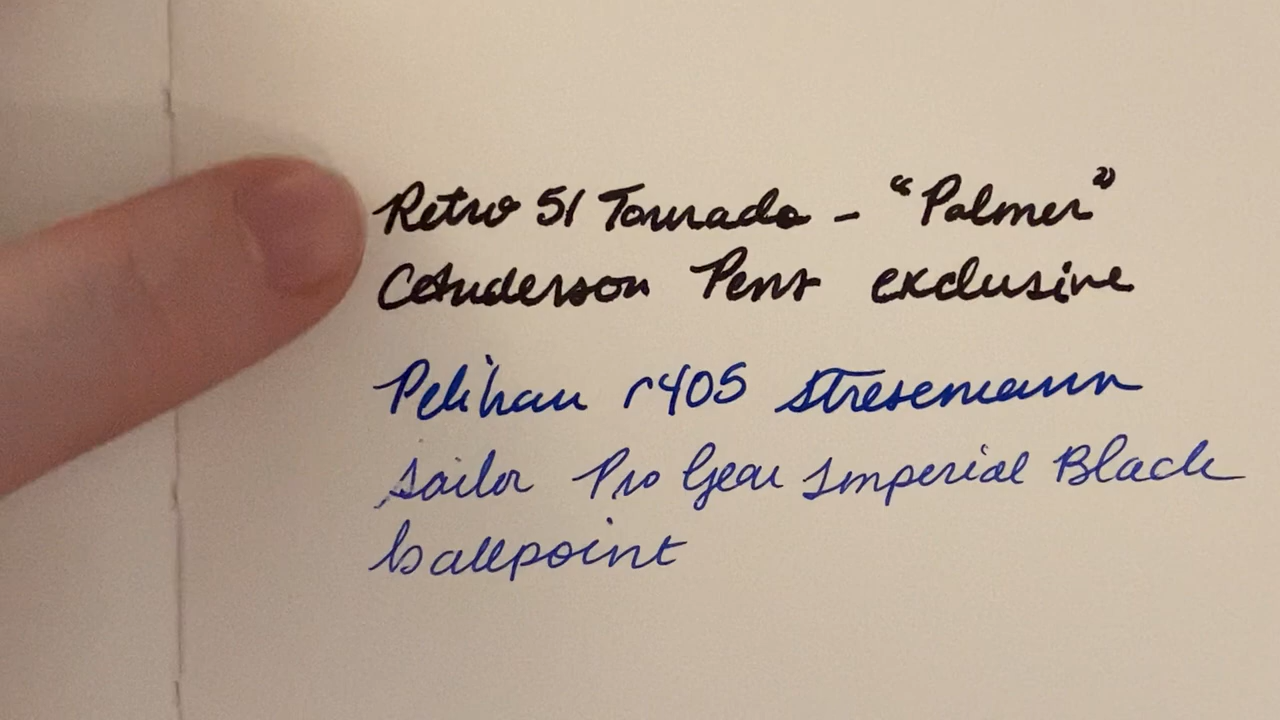 Retro 51 Tornado - "Palmer"
C Anderson Pens exclusive
Pelikan r405 Stresemann
Sailor Pro Gear Imperial Black
ballpoint